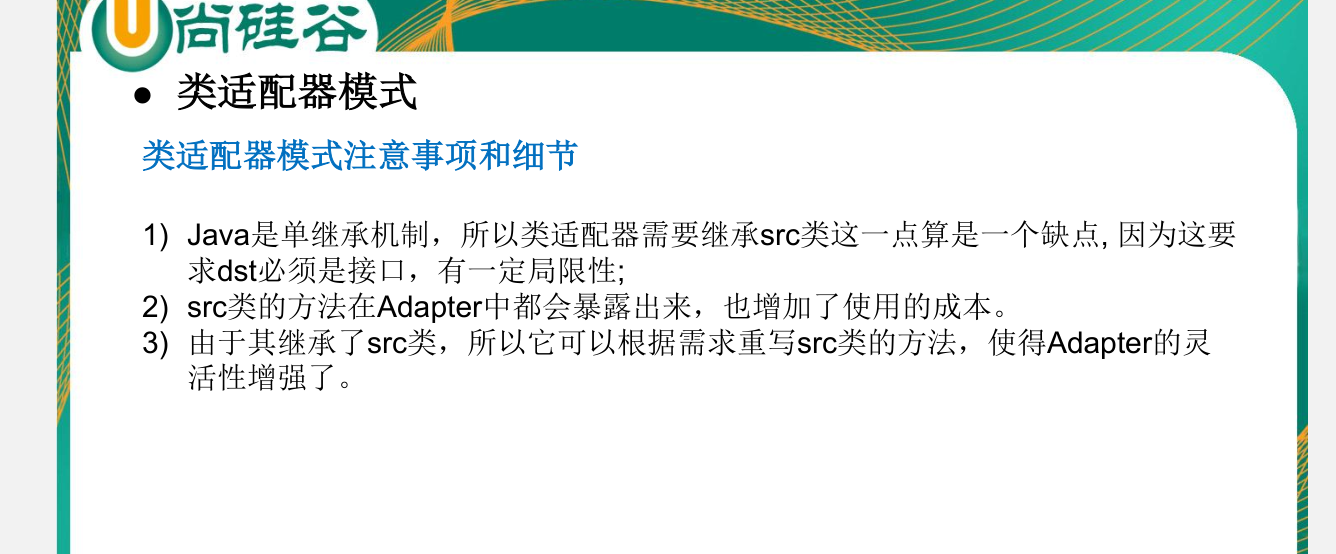 尚硅谷
● 类适配器模式
类适配器模式注意事项和细节
1) Java是单继承机制，所以类适配器需要继承src类这一点算是一个缺点, 因为这要
求dst必须是接口，有一定局限性;
2) src类的方法在Adapter中都会暴露出来，也增加了使用的成本。
3) 由于其继承了src类，所以它可以根据需求重写src类的方法，使得Adapter的灵
活性增强了。